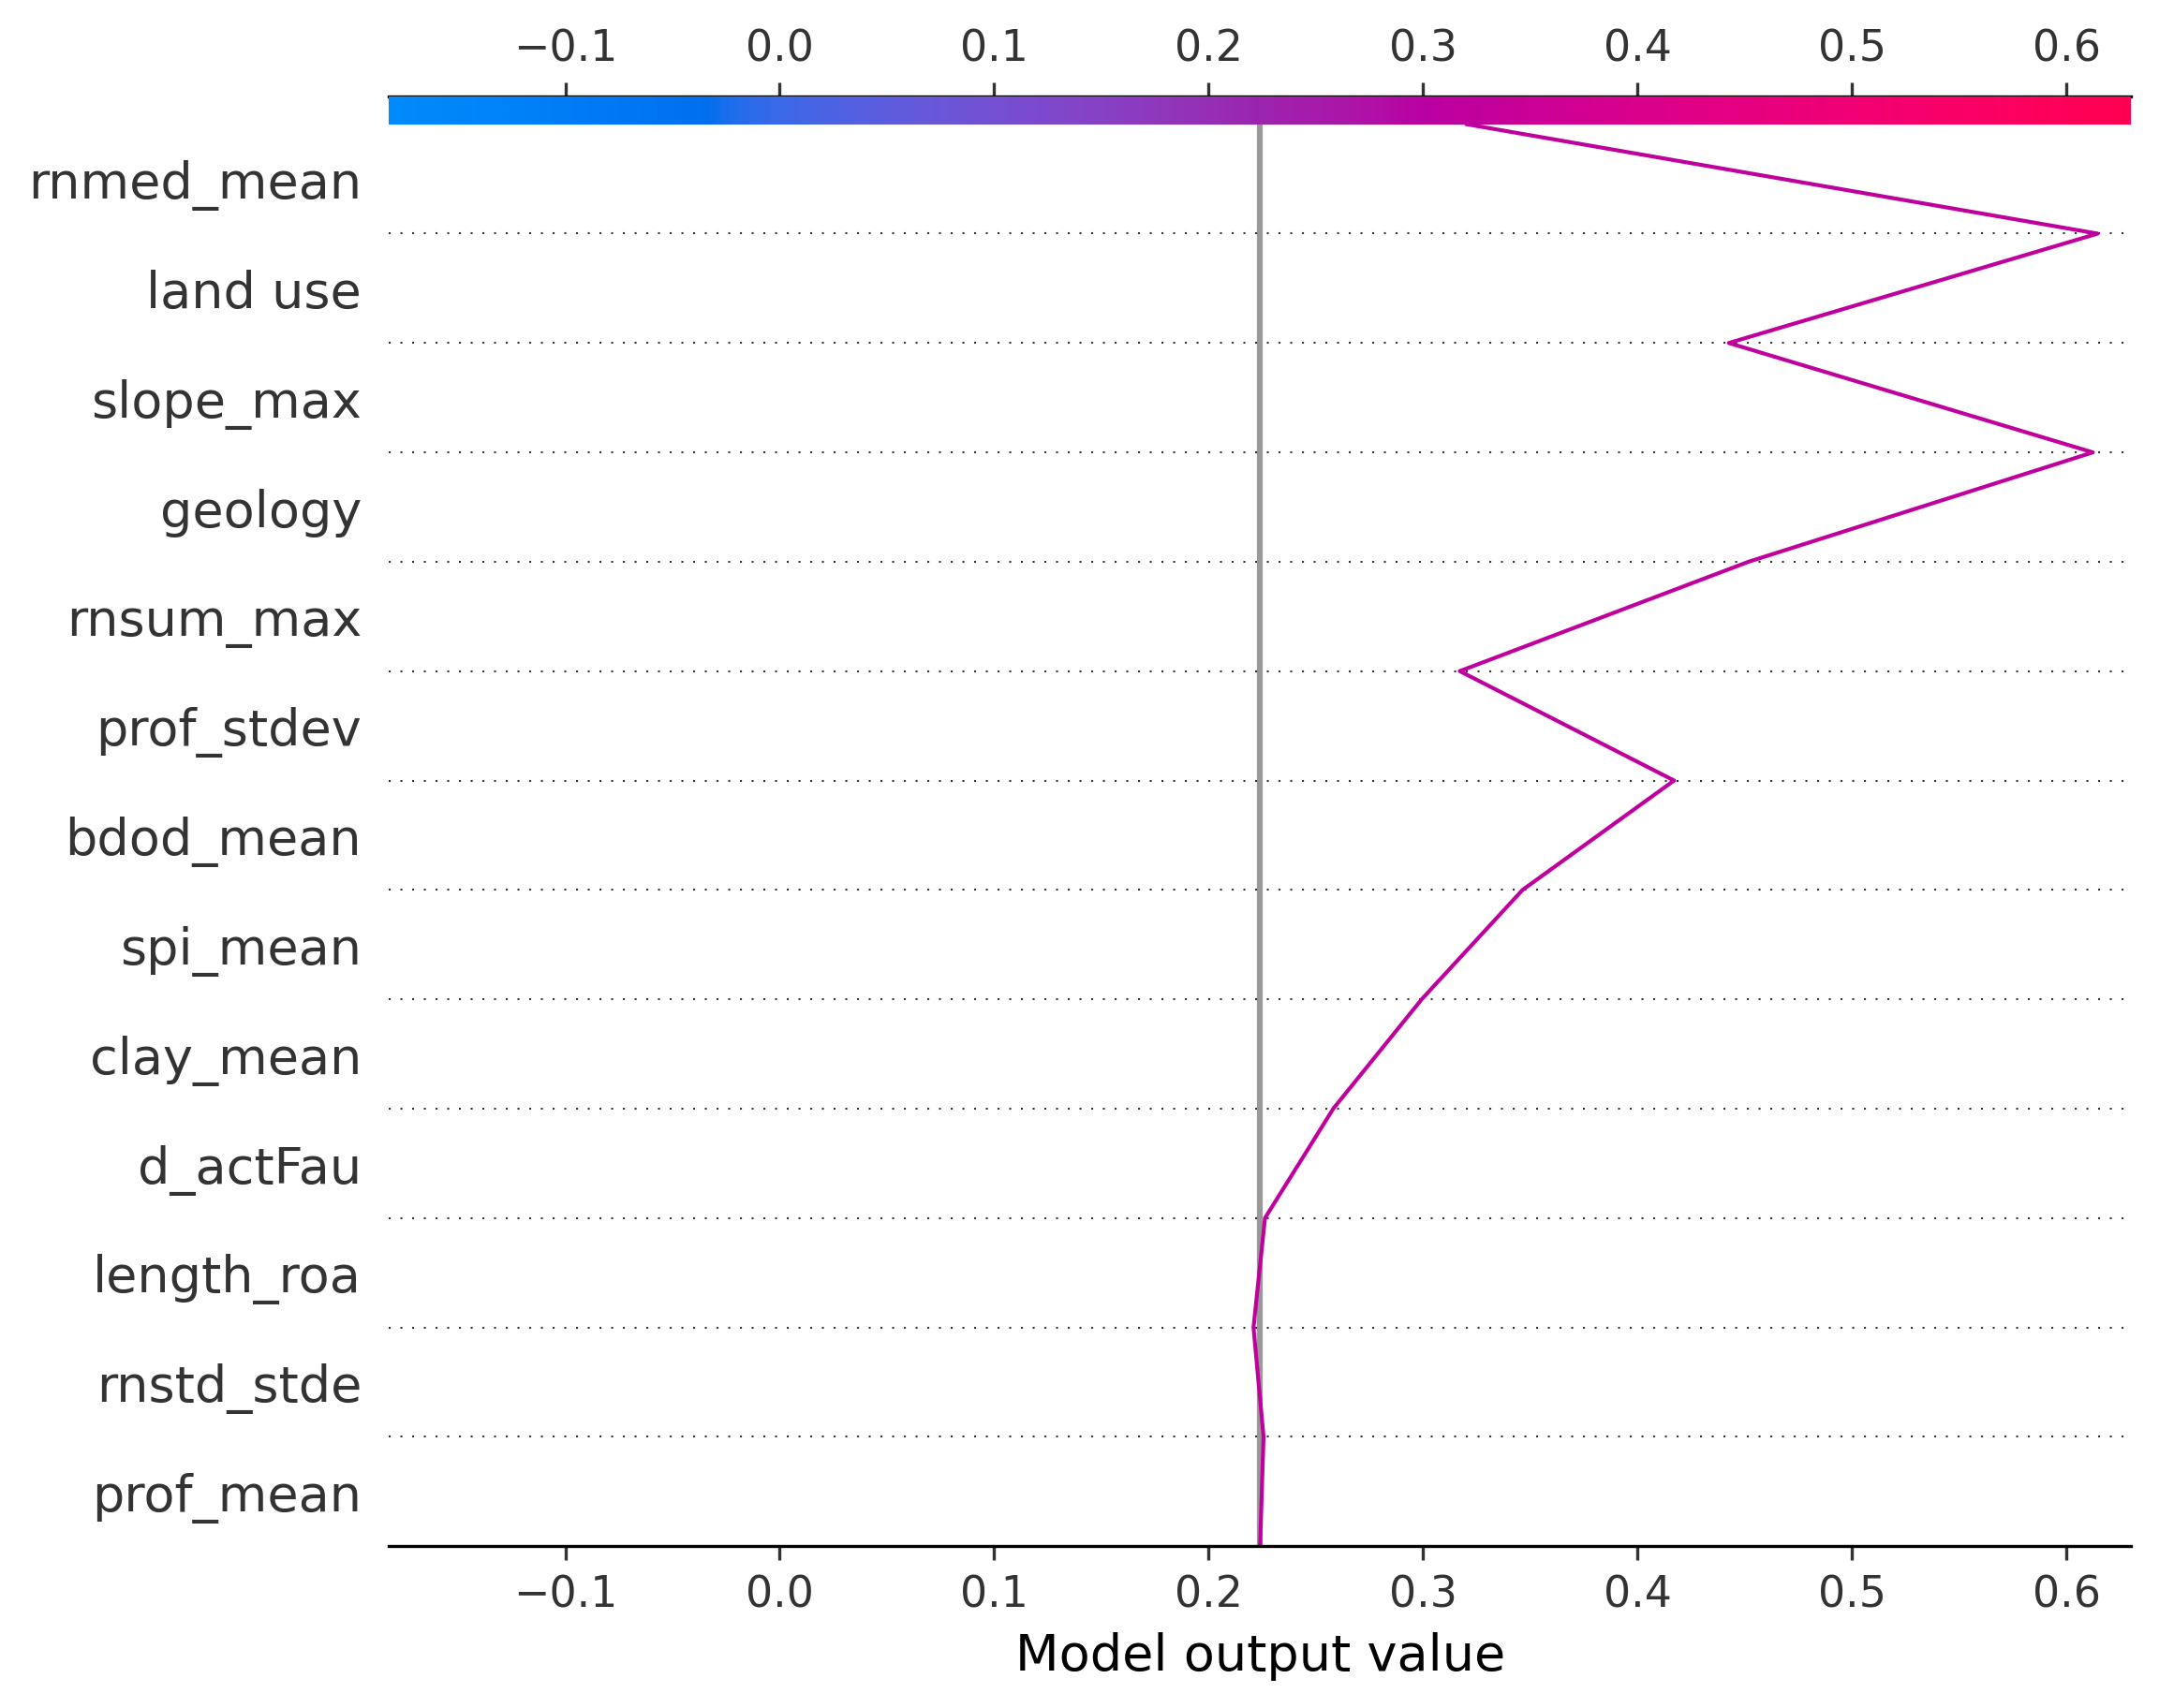 −0.1 0.0 0.1 0.2 0.3 0.4 0.5 0.6
rnmed_mean
land use
slope_max
geology
rnsum_max
prof_stdev
bdod_mean
spi_mean
clay_mean
d_actFau
length_roa
rnstd_stde
prof_mean
−0.1 0.0 0.1 0.2 0.3 0.4 0.5 0.6
Model output value